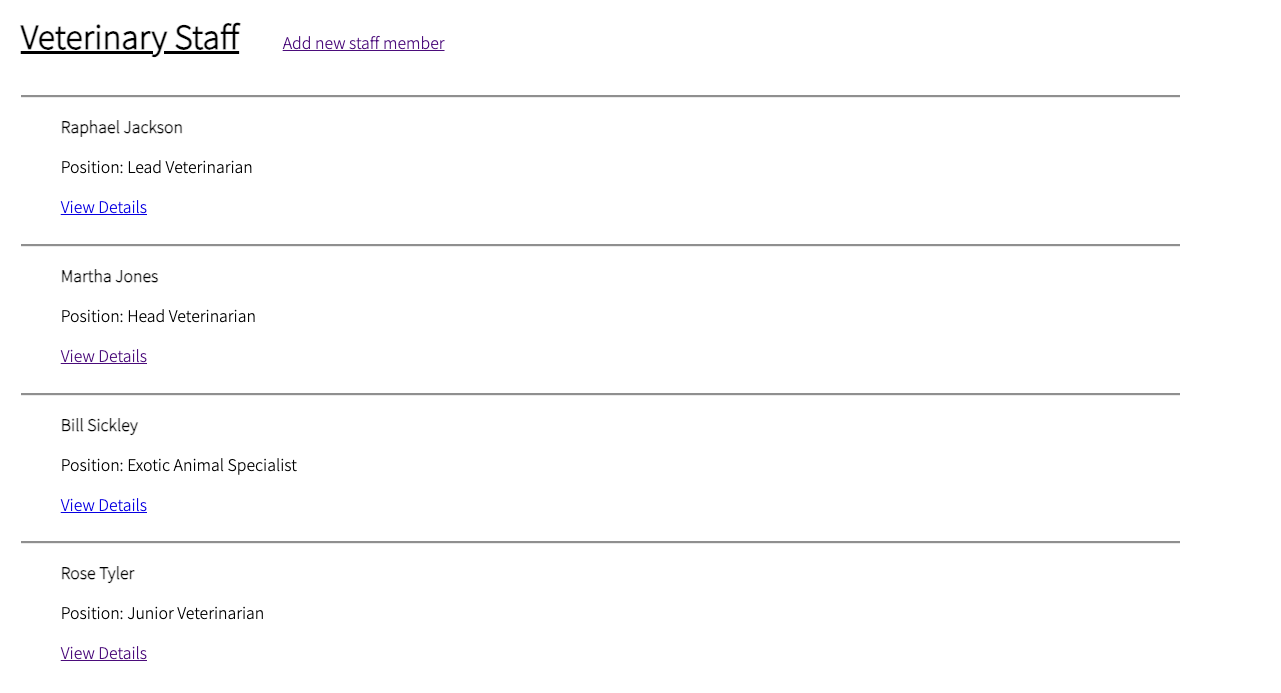 Veterinary Staff Add new staff member
Raphael Jackson
Position: Lead Veterinarian
View Details
Martha Jones
Position: Head Veterinarian
View Details
Bill Sickley
Position: Exotic Animal Specialist
View Details
Rose Tyler
Position: Junior Veterinarian
View Details